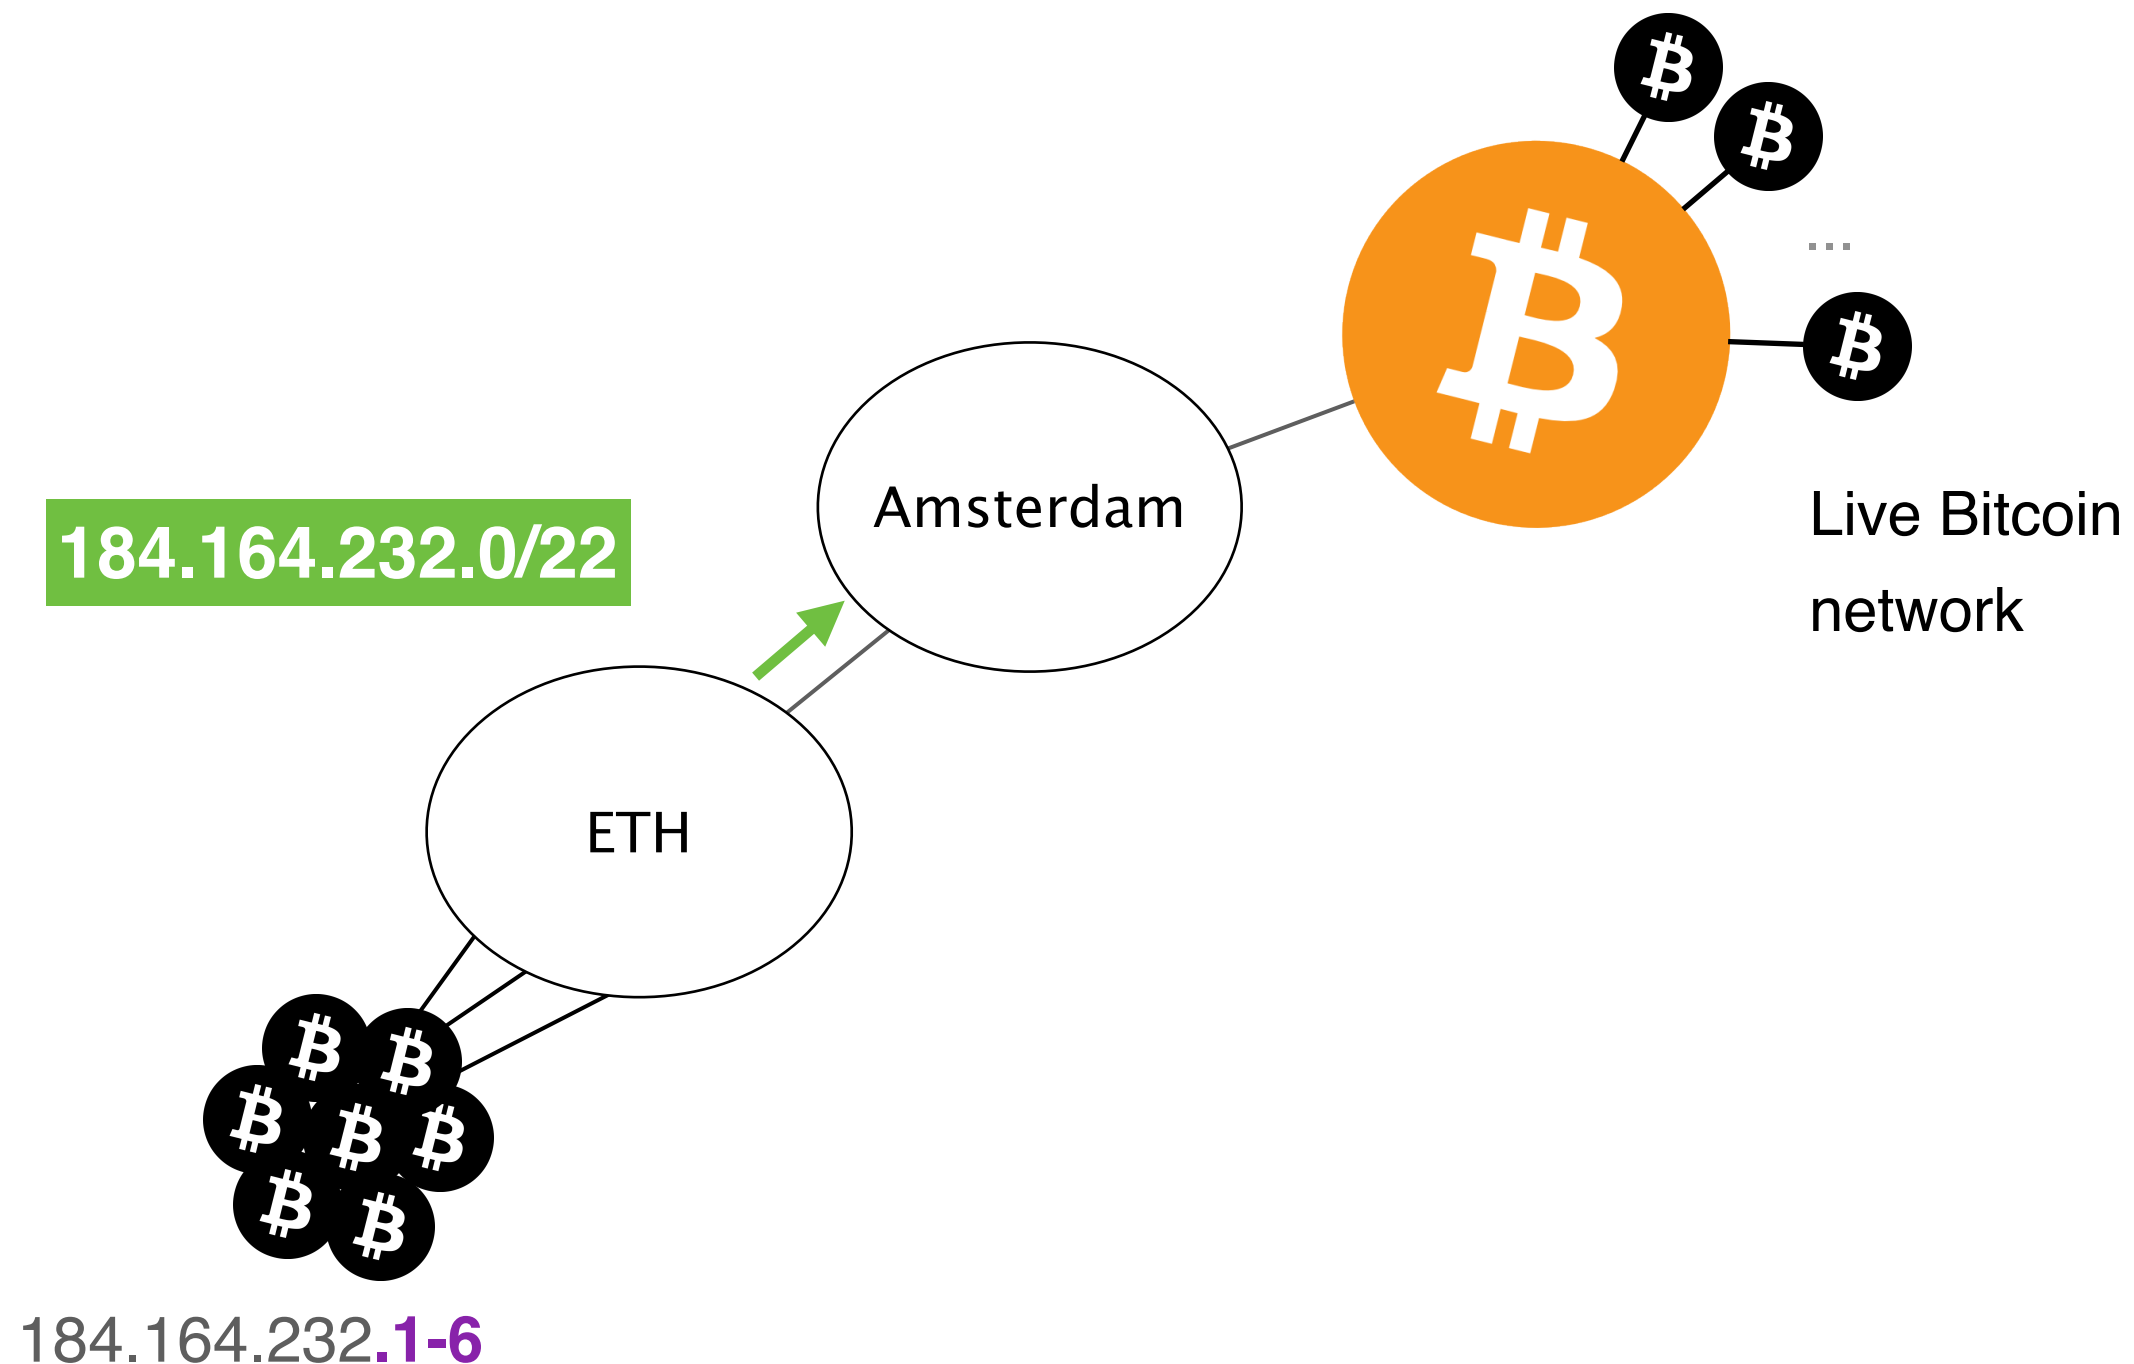 ...
Amsterdam
Live Bitcoin
network
184.164.232.0/22
ETH
184.164.232.1-6